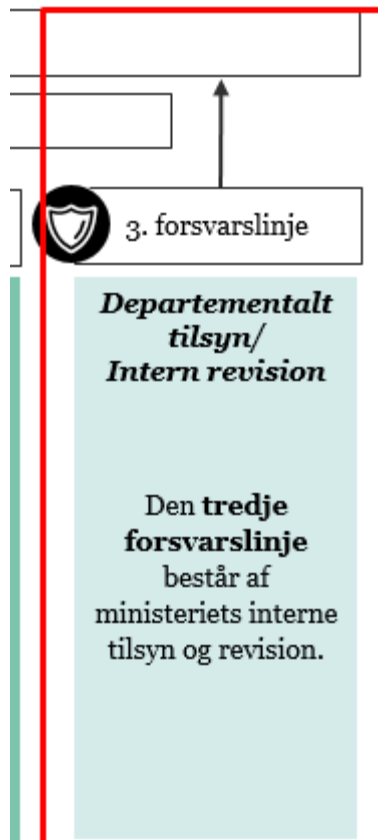 3. forsvarslinje
Departementalt
tilsyn/
Intern revision
Den tredje
forsvarslinje
består af
ministeriets interne
tilsyn og revision.